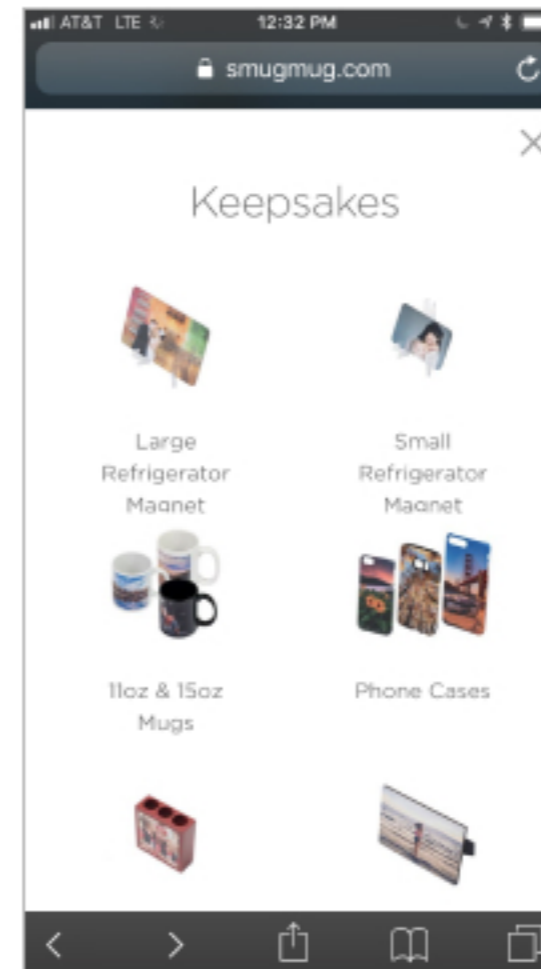 AT&T LTE
12:32 PM
smugmug.com
Keepsakes
Large
Refrigerator
Magnet
Small
Refrigerator
Magnet
11oz & 15oz
Mugs
Phone Cases